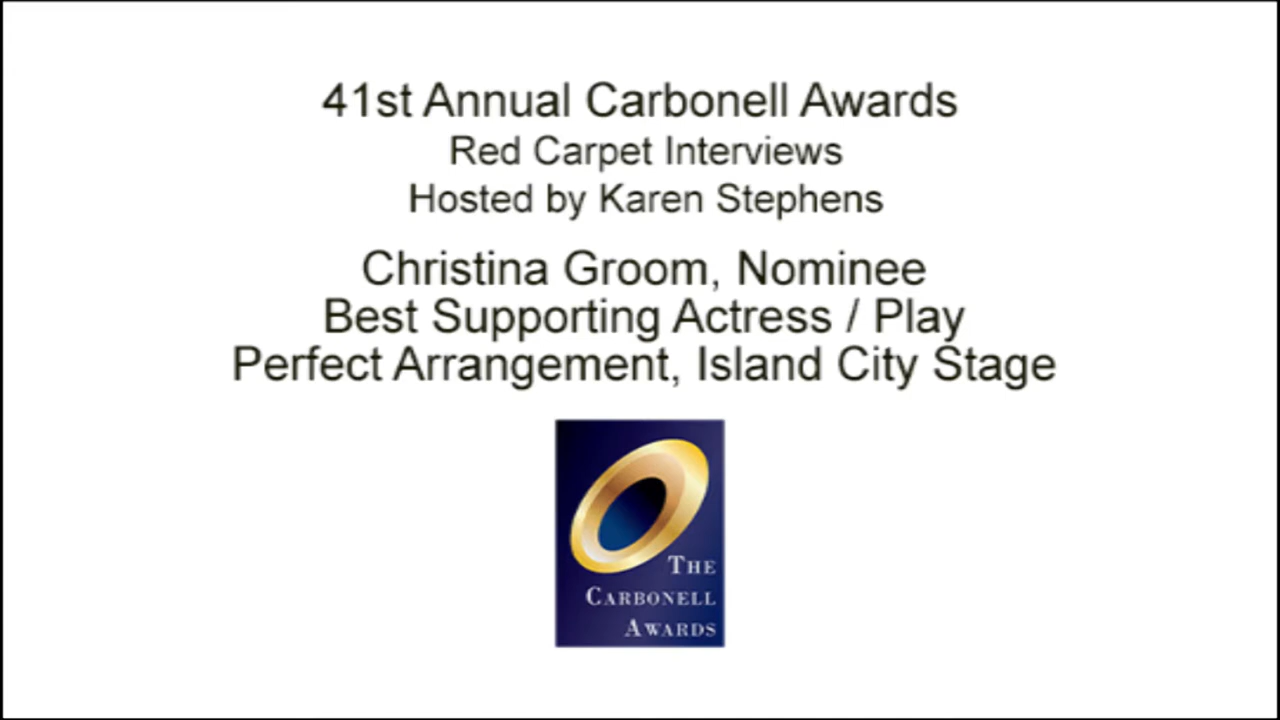 41st Annual Carbonell Awards
Red Carpet Interviews
Hosted by Karen Stephens
Christina Groom, Nominee
Best Supporting Actress / Play
Perfect Arrangement, Island City Stage
THE
CARBONELL
AWARDS